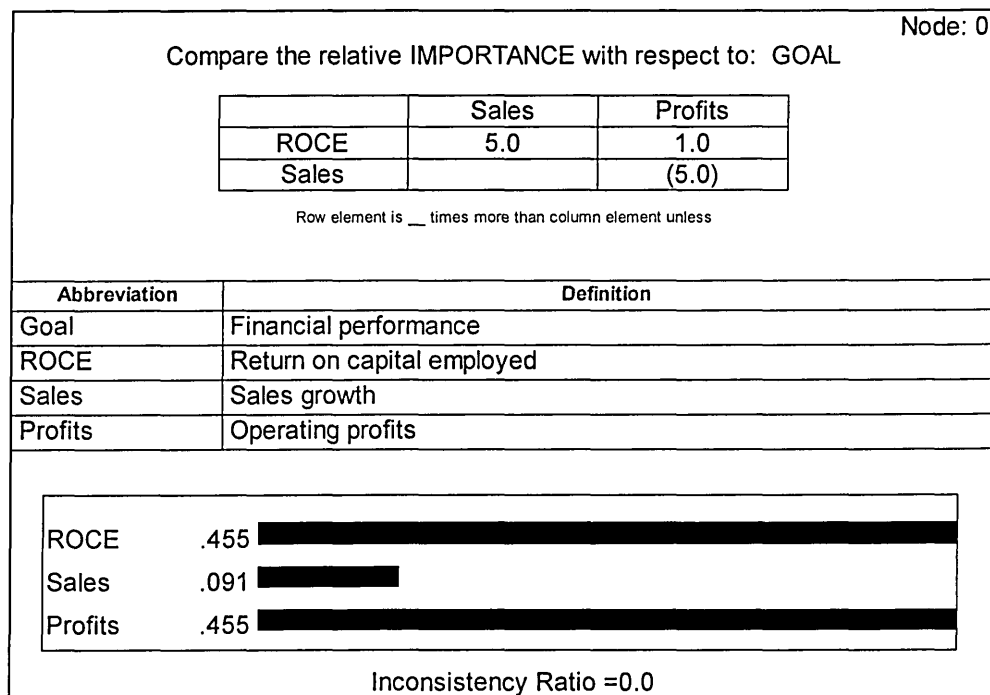 Node: 0
Compare the relative IMPORTANCE with respect to: GOAL
Sales Profits
ROCE 5.0 1.0
Sales (5.0)
Row element is __ times more than column element unless
Abbreviation Definition
Goal Financial performance
ROCE Return on capital employed
Sales Sales growth
Profits Operating profits
ROCE .455
Sales .091
Profits .455
Inconsistency Ratio =0.0